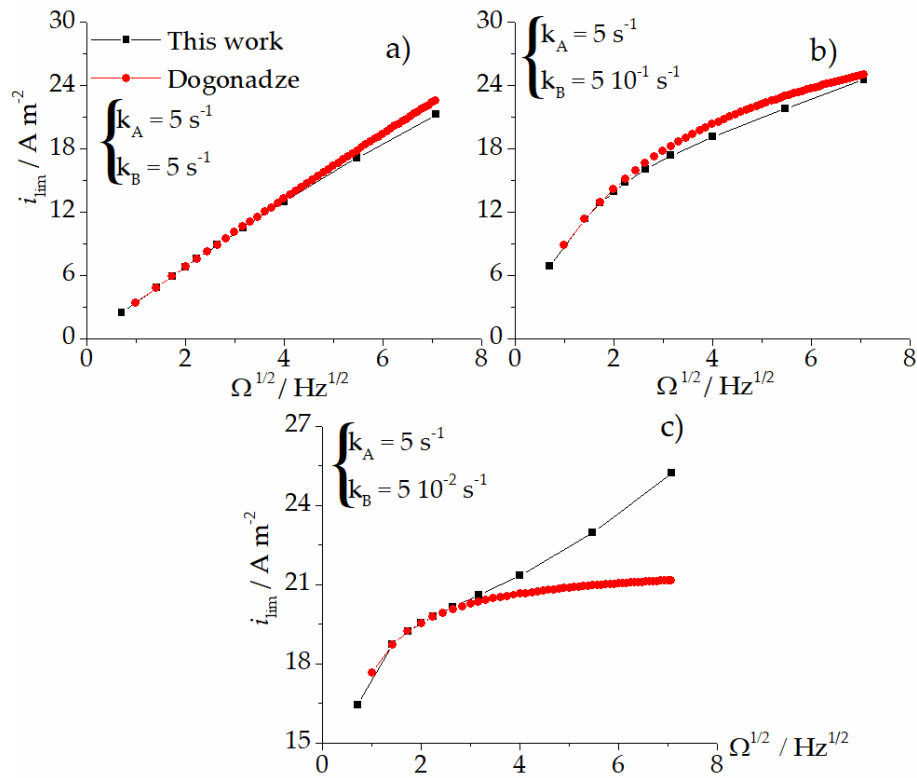 30
24
18
12
6
0
i_lim / A m^-2
This work
Dogonadze
k_A = 5 s^-1
k_B = 5 s^-1
a)
0 2 4 6 8
Ω^1/2 / Hz^1/2
30
24
18
12
6
0
k_A = 5 s^-1
k_B = 5 10^-1 s^-1
b)
0 2 4 6 8
Ω^1/2 / Hz^1/2
27
24
21
18
15
i_lim / A m^-2
k_A = 5 s^-1
k_B = 5 10^-2 s^-1
c)
0 2 4 6 8
Ω^1/2 / Hz^1/2